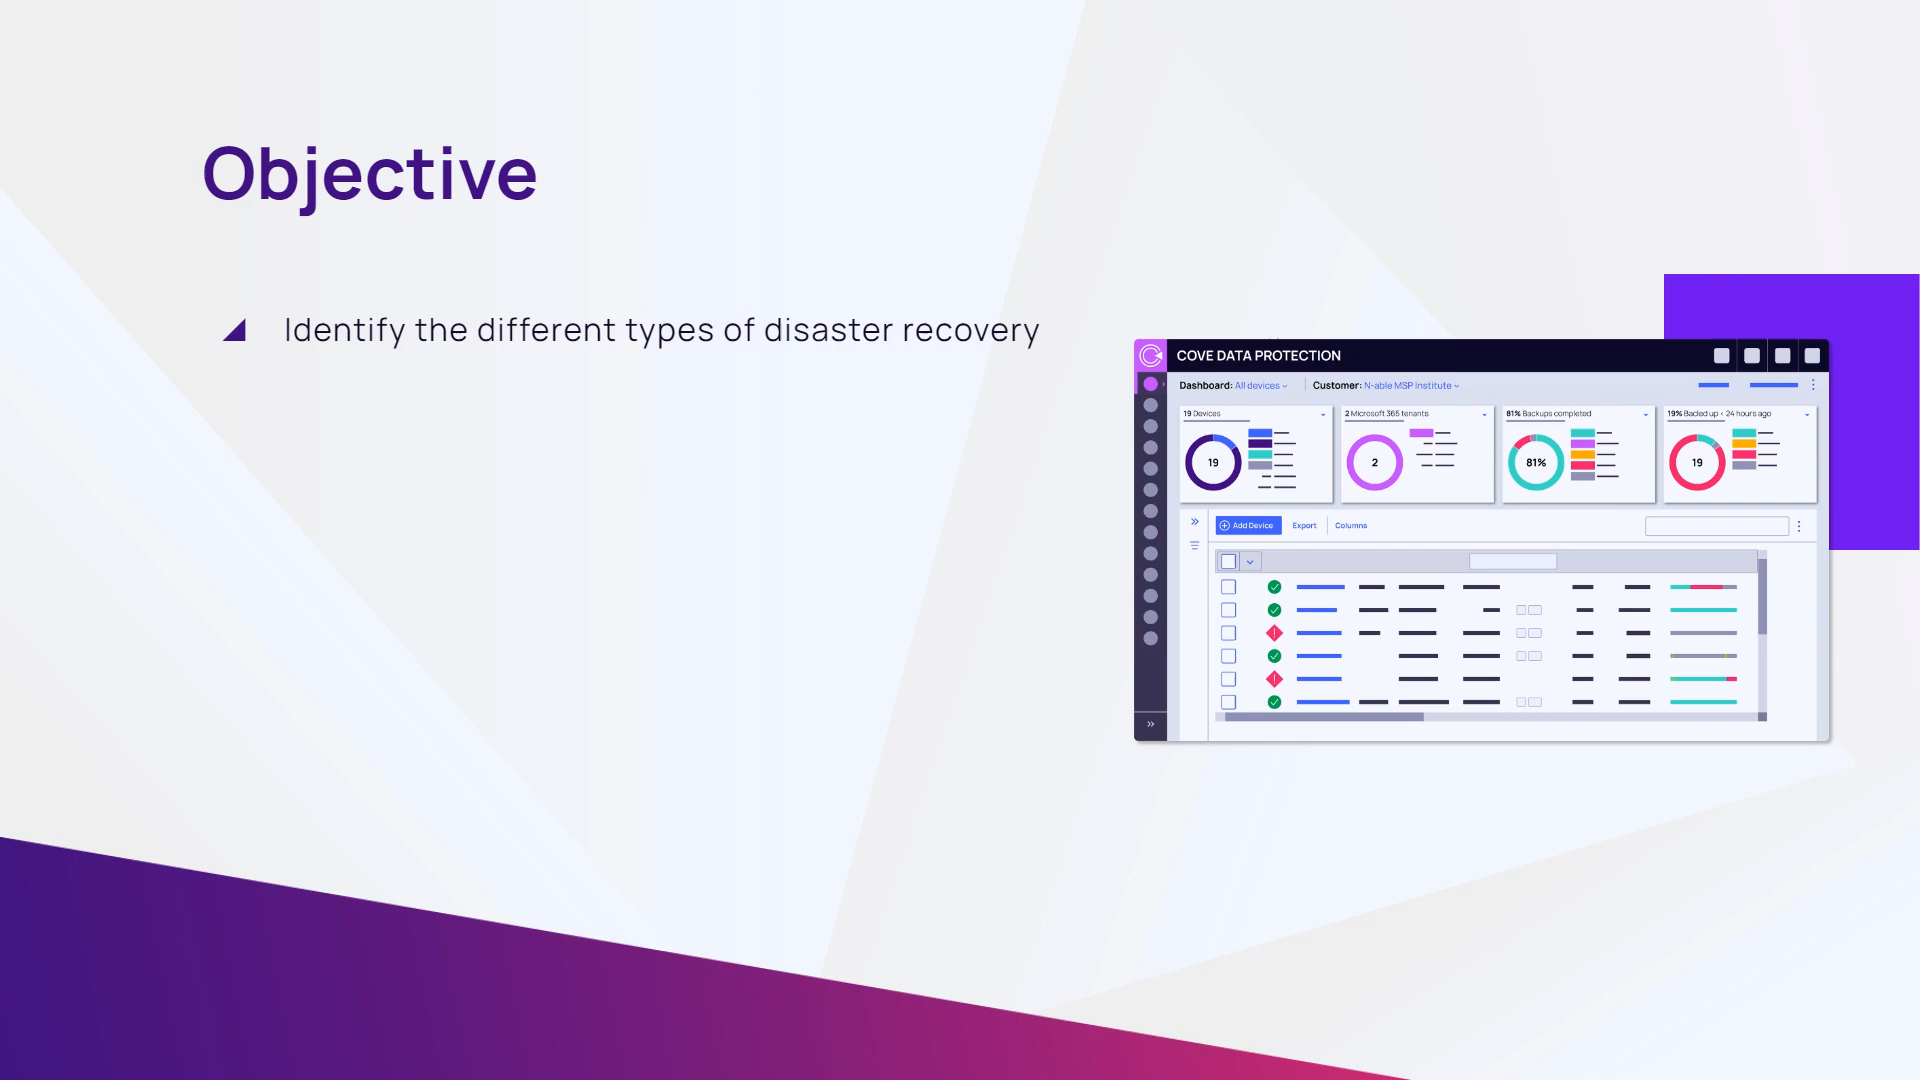 Objective
Identify the different types of disaster recovery
COVE DATA PROTECTION
Dashboard: All devices Customer: N-able MSP Institute
19 Devices
19
2 Microsoft 365 tenants
2
81% Backups completed
81%
19% Bacled up < 24 hours ago
19
Add Device Export Columns